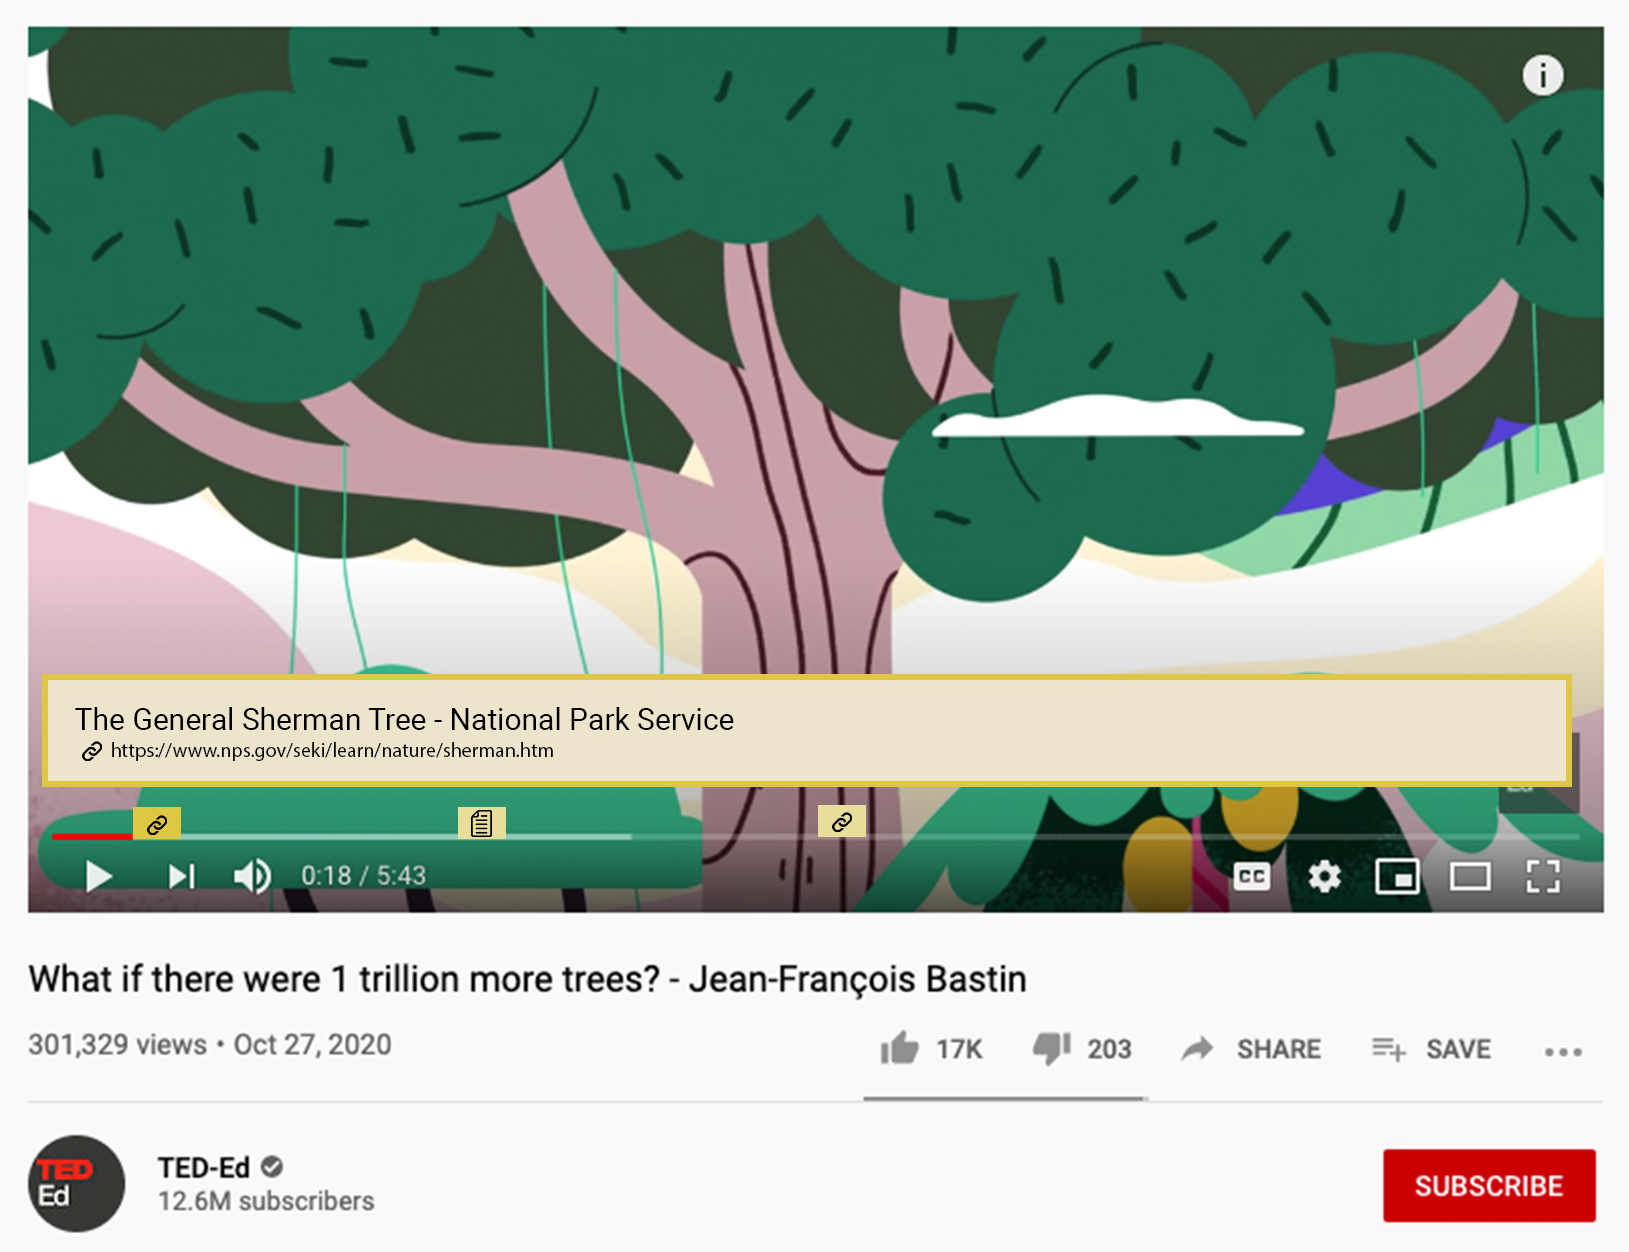 i
The General Sherman Tree - National Park Service
https://www.nps.gov/seki/learn/nature/sherman.htm
Ed
0:18 / 5:43
CC
What if there were 1 trillion more trees? - Jean-François Bastin
301,329 views • Oct 27, 2020
17K
203
SHARE
SAVE
TED
Ed
TED-Ed
12.6M subscribers
SUBSCRIBE